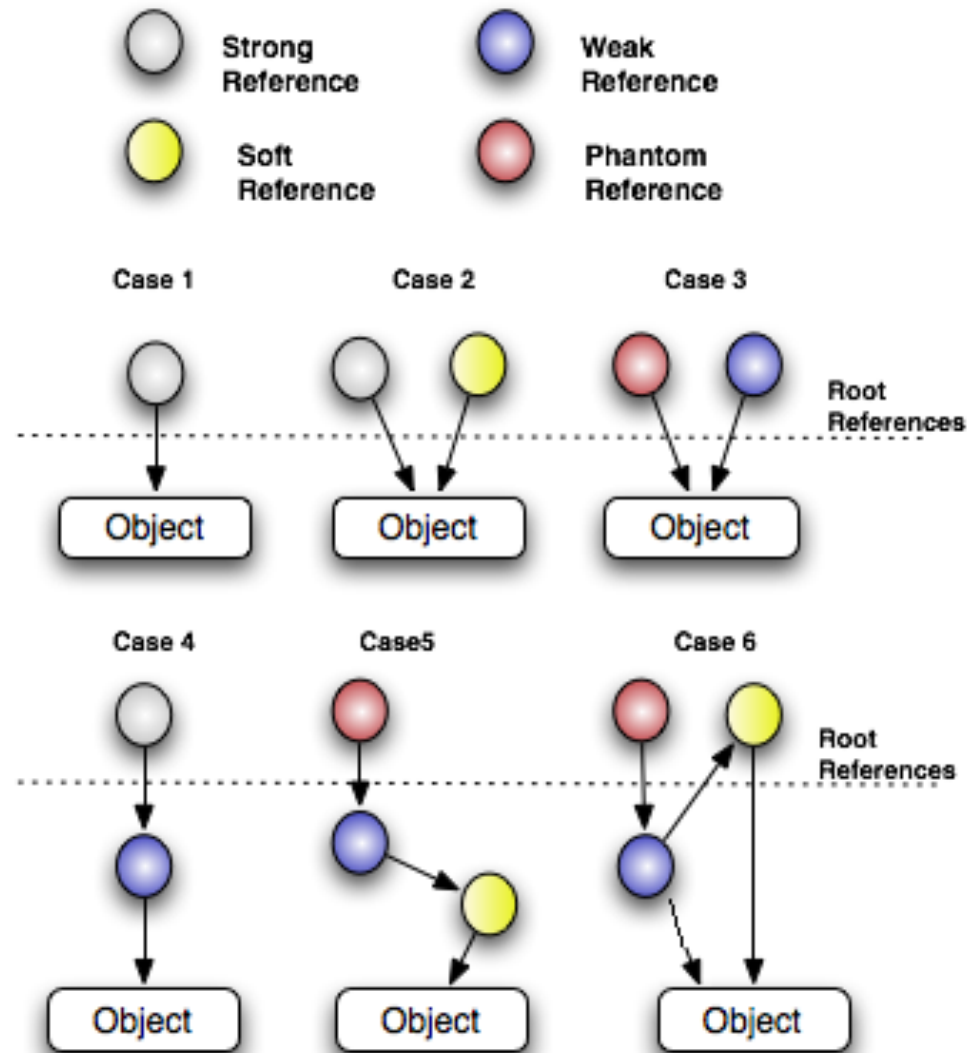 Strong
Reference
Weak
Reference
Soft
Reference
Phantom
Reference
Case 1
Case 2
Case 3
Root
References
Object
Object
Object
Case 4
Case5
Case 6
Root
References
Object
Object
Object